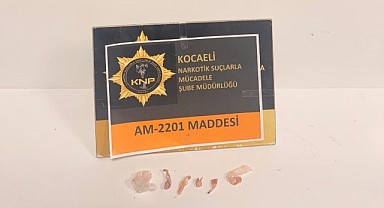 KNP
KOCAELİ
NARKOTİK SUÇLARLA
MÜCADELE
ŞUBE MÜDÜRLÜĞÜ
AM-2201 MADDESİ